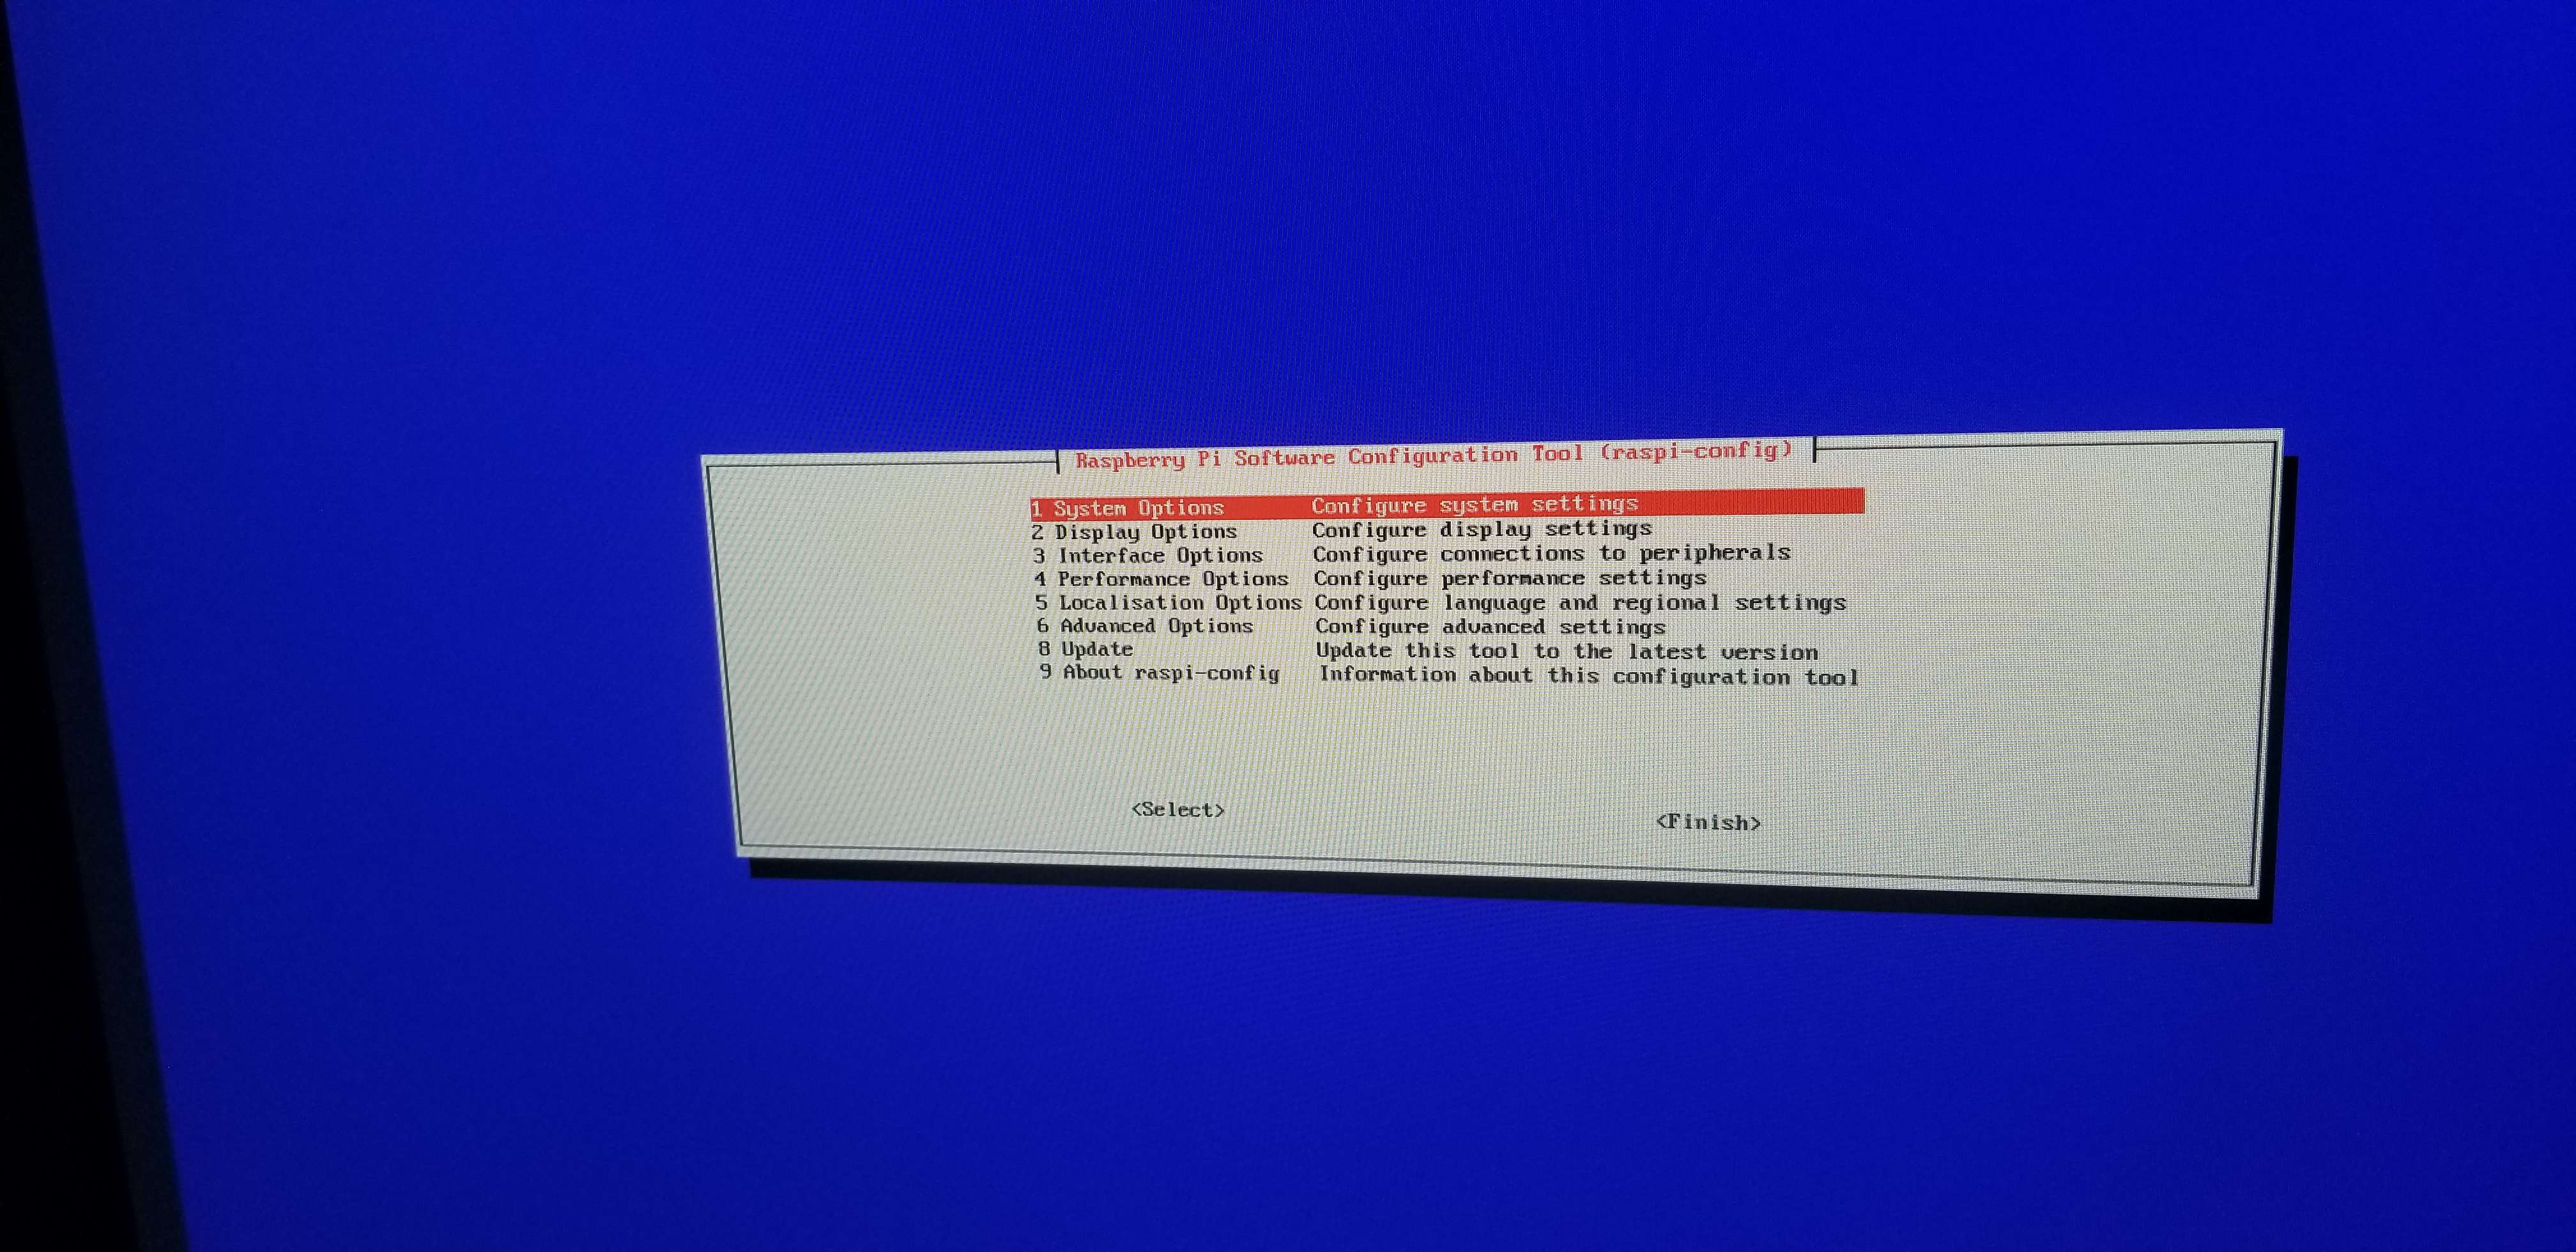 Raspberry Pi Software Configuration Tool (raspi-config)
1 System Options Configure system settings
2 Display Options Configure display settings
3 Interface Options Configure connections to peripherals
4 Performance Options Configure performance settings
5 Localisation Options Configure language and regional settings
6 Advanced Options Configure advanced settings
8 Update Update this tool to the latest version
9 About raspi-config Information about this configuration tool
<Select> <Finish>